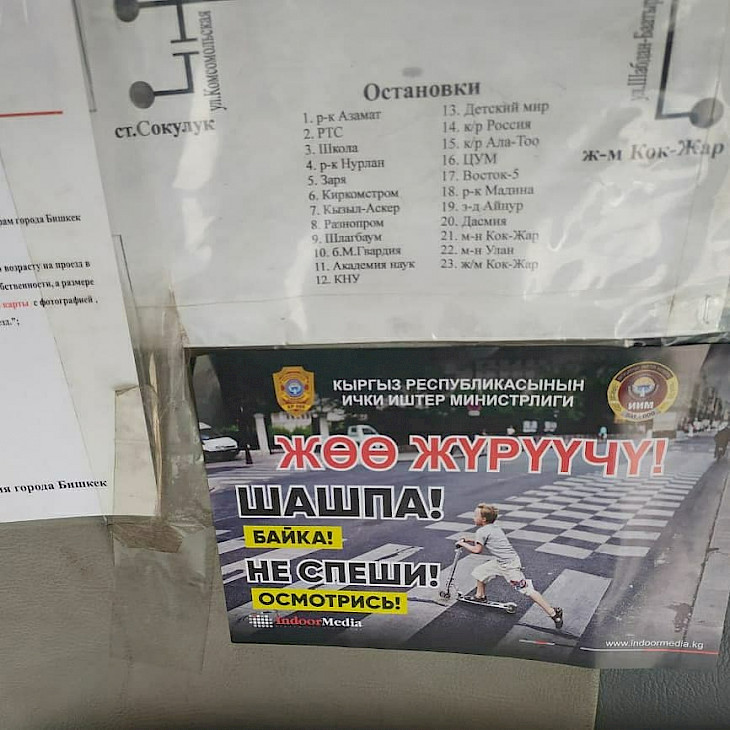 ул.Комсомольская
ст.Сокулук
Остановки
1. р-к Азамат
2. РТС
3. Школа
4. р-к Нурлан
5. Заря
6. Киркомстром
7. Кызыл-Аскер
8. Разнопром
9. Шлагбаум
10. б.М.Гвардия
11. Академия наук
12. КНУ
13. Детский мир
14. к/р Россия
15. к/р Ала-Тоо
16. ЦУМ
17. Восток-5
18. р-к Мадина
19. з-д Айнур
20. Дасмия
21. м-н Кок-Жар
22. м-н Улан
23. ж/м Кок-Жар
ул.Шабдан-Баатыр
ж-м Кок-Жар
города Бишкек
возрасту на проезд в
а размере
карты с фотографией ,
города Бишкек
КЫРГЫЗ РЕСПУБЛИКАСЫНЫН
ИЧКИ ИШТЕР МИНИСТРЛИГИ
ИИМ
ЖӨӨ ЖҮРҮҮЧҮ!
ШАШПА!
БАЙКА!
НЕ СПЕШИ!
ОСМОТРИСЬ!
IndoorMedia
www.indoormedia.kg